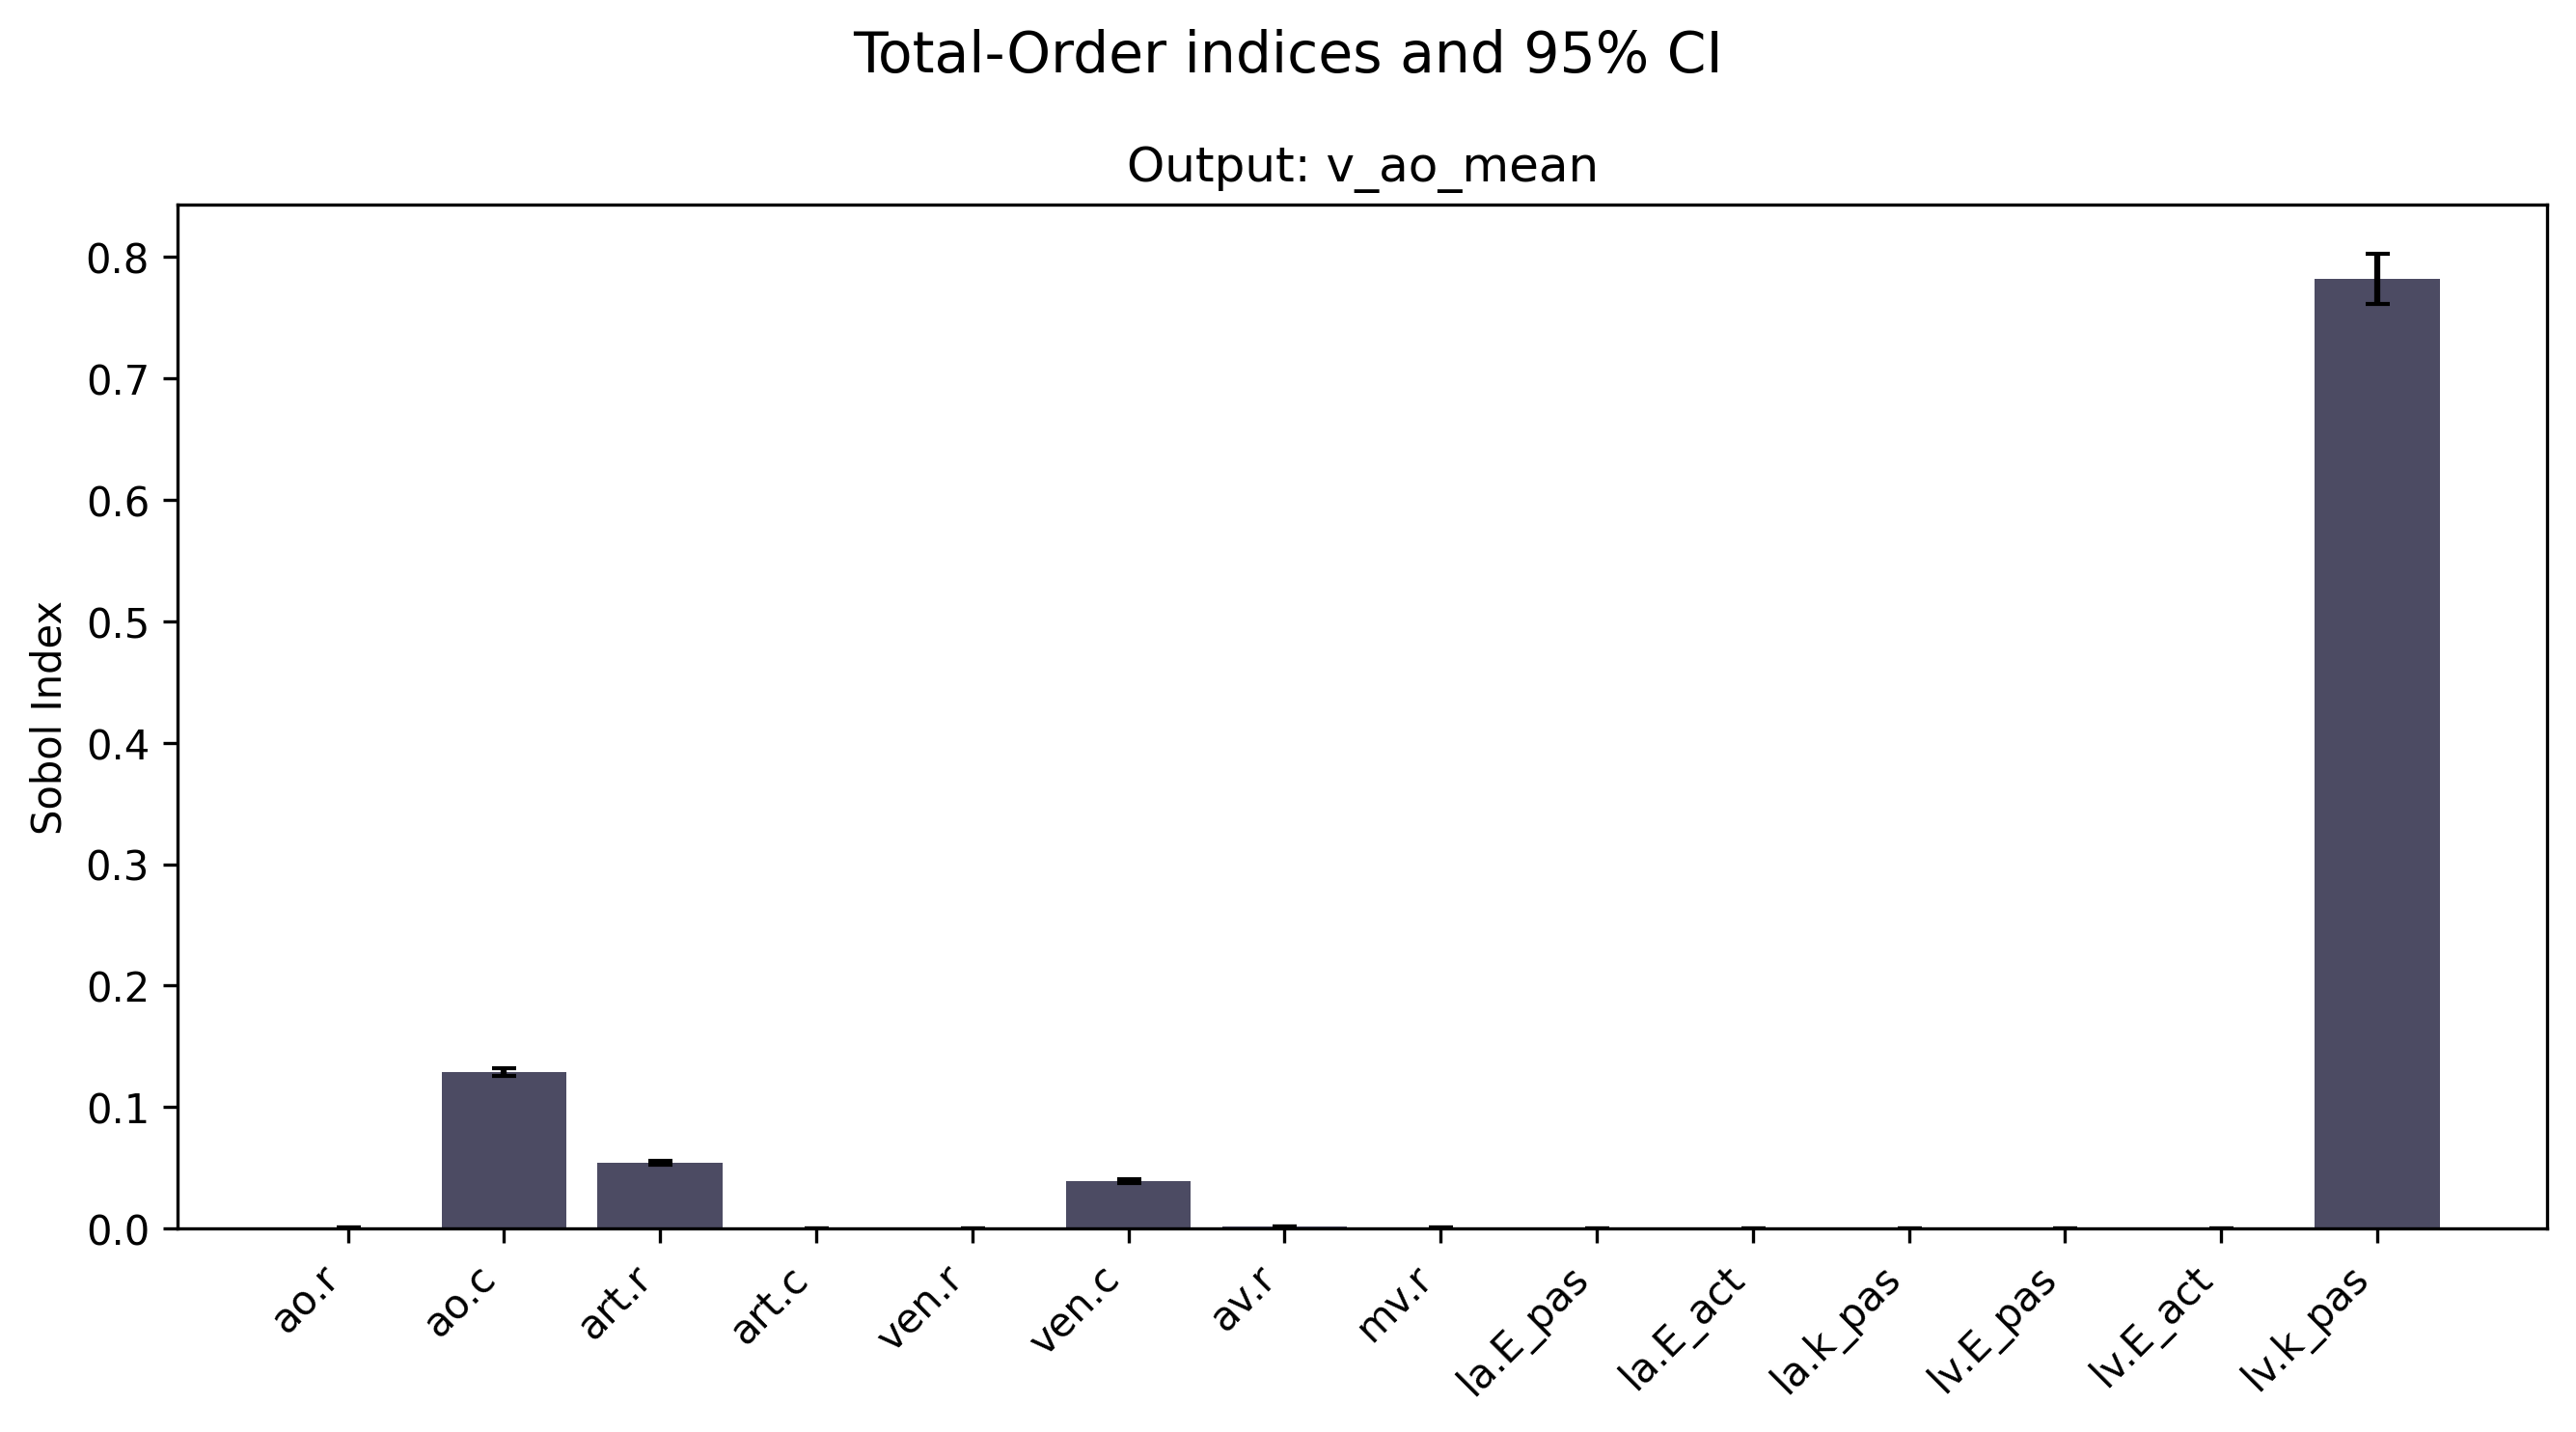 Total-Order indices and 95% CI
Output: v_ao_mean
Sobol Index
0.8
0.7
0.6
0.5
0.4
0.3
0.2
0.1
0.0
ao.r
ao.c
art.r
art.c
ven.r
ven.c
av.r
mv.r
la.E_pas
la.E_act
la.k_pas
lv.E_pas
lv.E_act
lv.k_pas